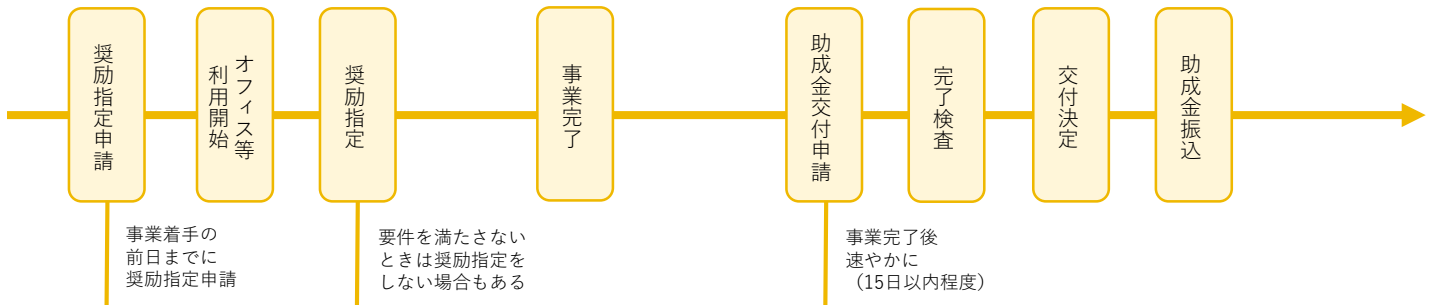 奨励指定申請
オフィス等
利用開始
奨励指定
事業完了
助成金交付申請
完了検査
交付決定
助成金振込
事業着手の
前日までに
奨励指定申請
要件を満たさない
ときは奨励指定を
しない場合もある
事業完了後
速やかに
（15日以内程度）